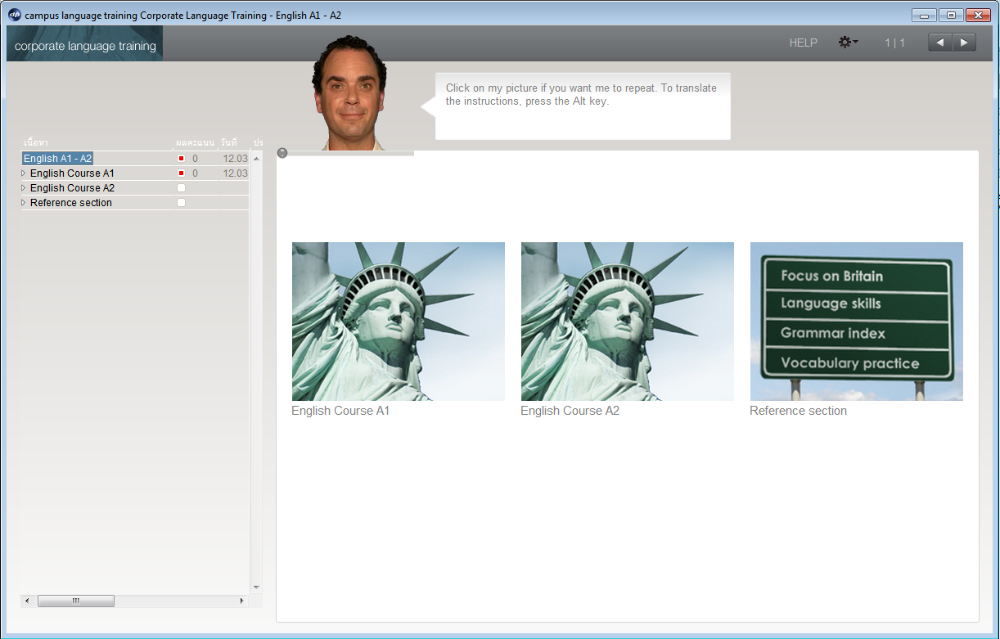 campus language training Corporate Language Training - English A1 - A2
corporate language training
HELP
1 | 1
Click on my picture if you want me to repeat. To translate
the instructions, press the Alt key.
เนื้อหา ผลคะแนน วันที่ ปร
English A1 - A2 0 12.03
English Course A1 0 12.03
English Course A2
Reference section
Focus on Britain
Language skills
Grammar index
Vocabulary practice
English Course A1
English Course A2
Reference section